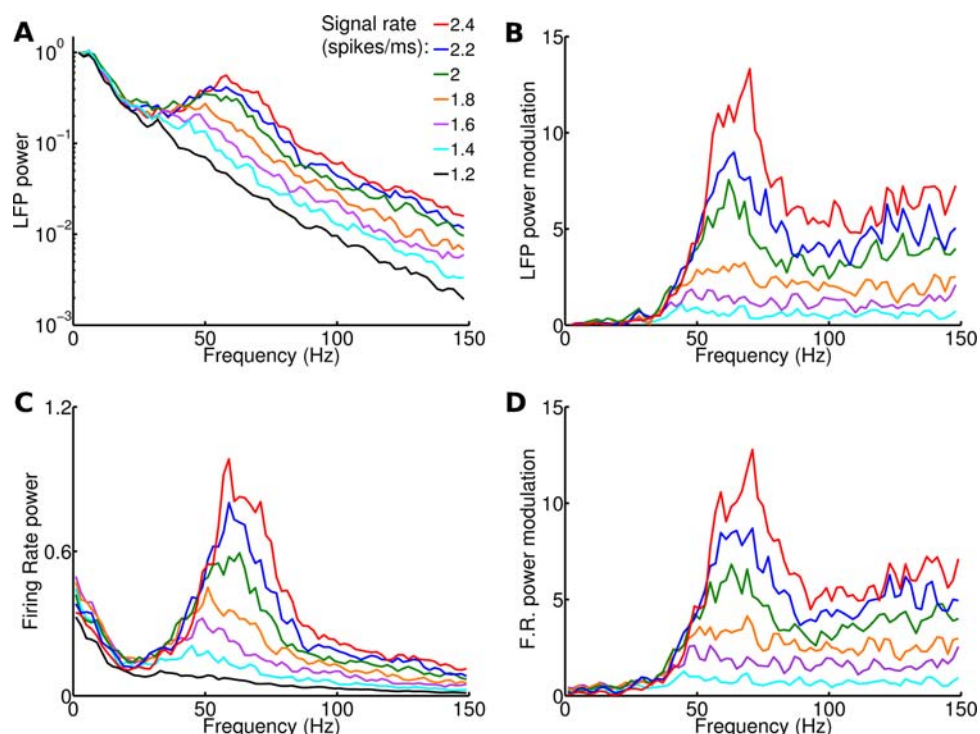 A
Signal rate
(spikes/ms):
2.4
2.2
2
1.8
1.6
1.4
1.2
LFP power
10⁰
10⁻¹
10⁻²
10⁻³
0
50
100
150
Frequency (Hz)
B
LFP power modulation
15
10
5
0
0
50
100
150
Frequency (Hz)
C
Firing Rate power
1.2
0.6
0
0
50
100
150
Frequency (Hz)
D
F.R. power modulation
15
10
5
0
0
50
100
150
Frequency (Hz)